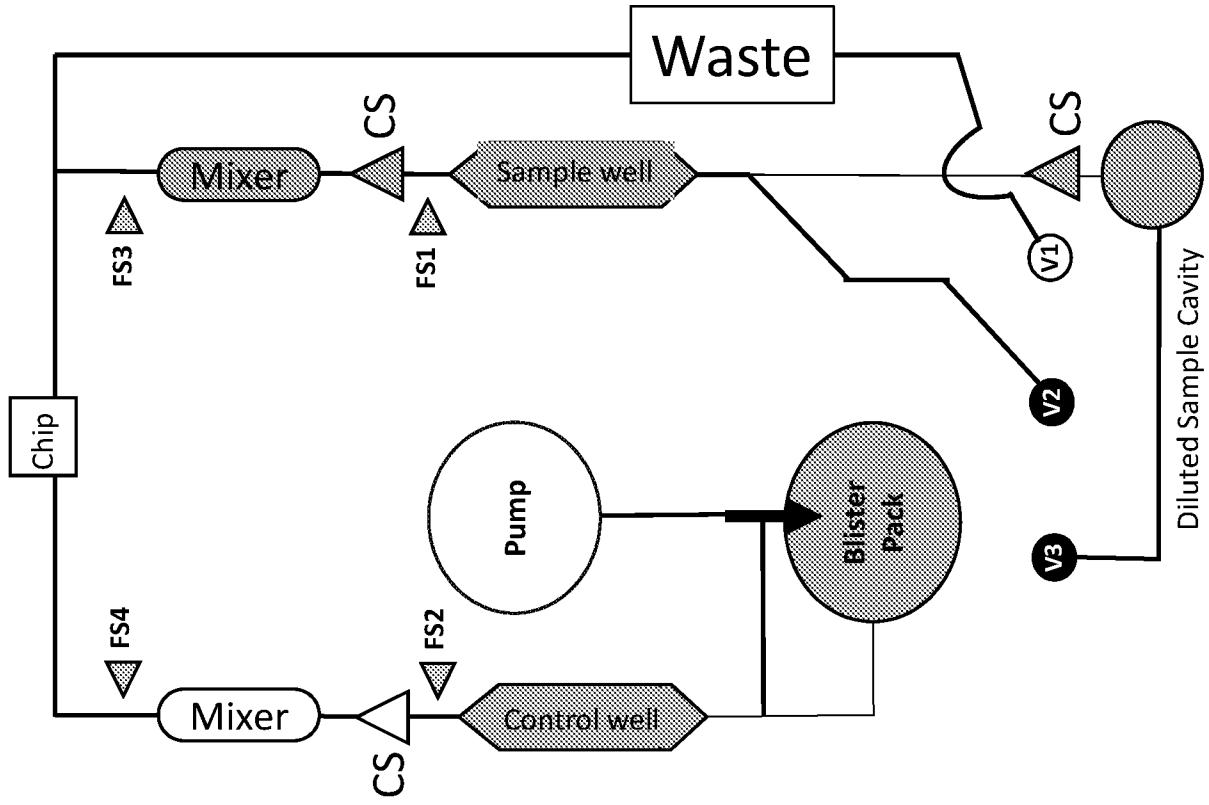 Waste
CS
CS
Mixer
Sample well
FS3
FS1
V1
Diluted Sample Cavity
Chip
V2
Pump
Blister
Pack
V3
FS4
FS2
Mixer
Control well
CS